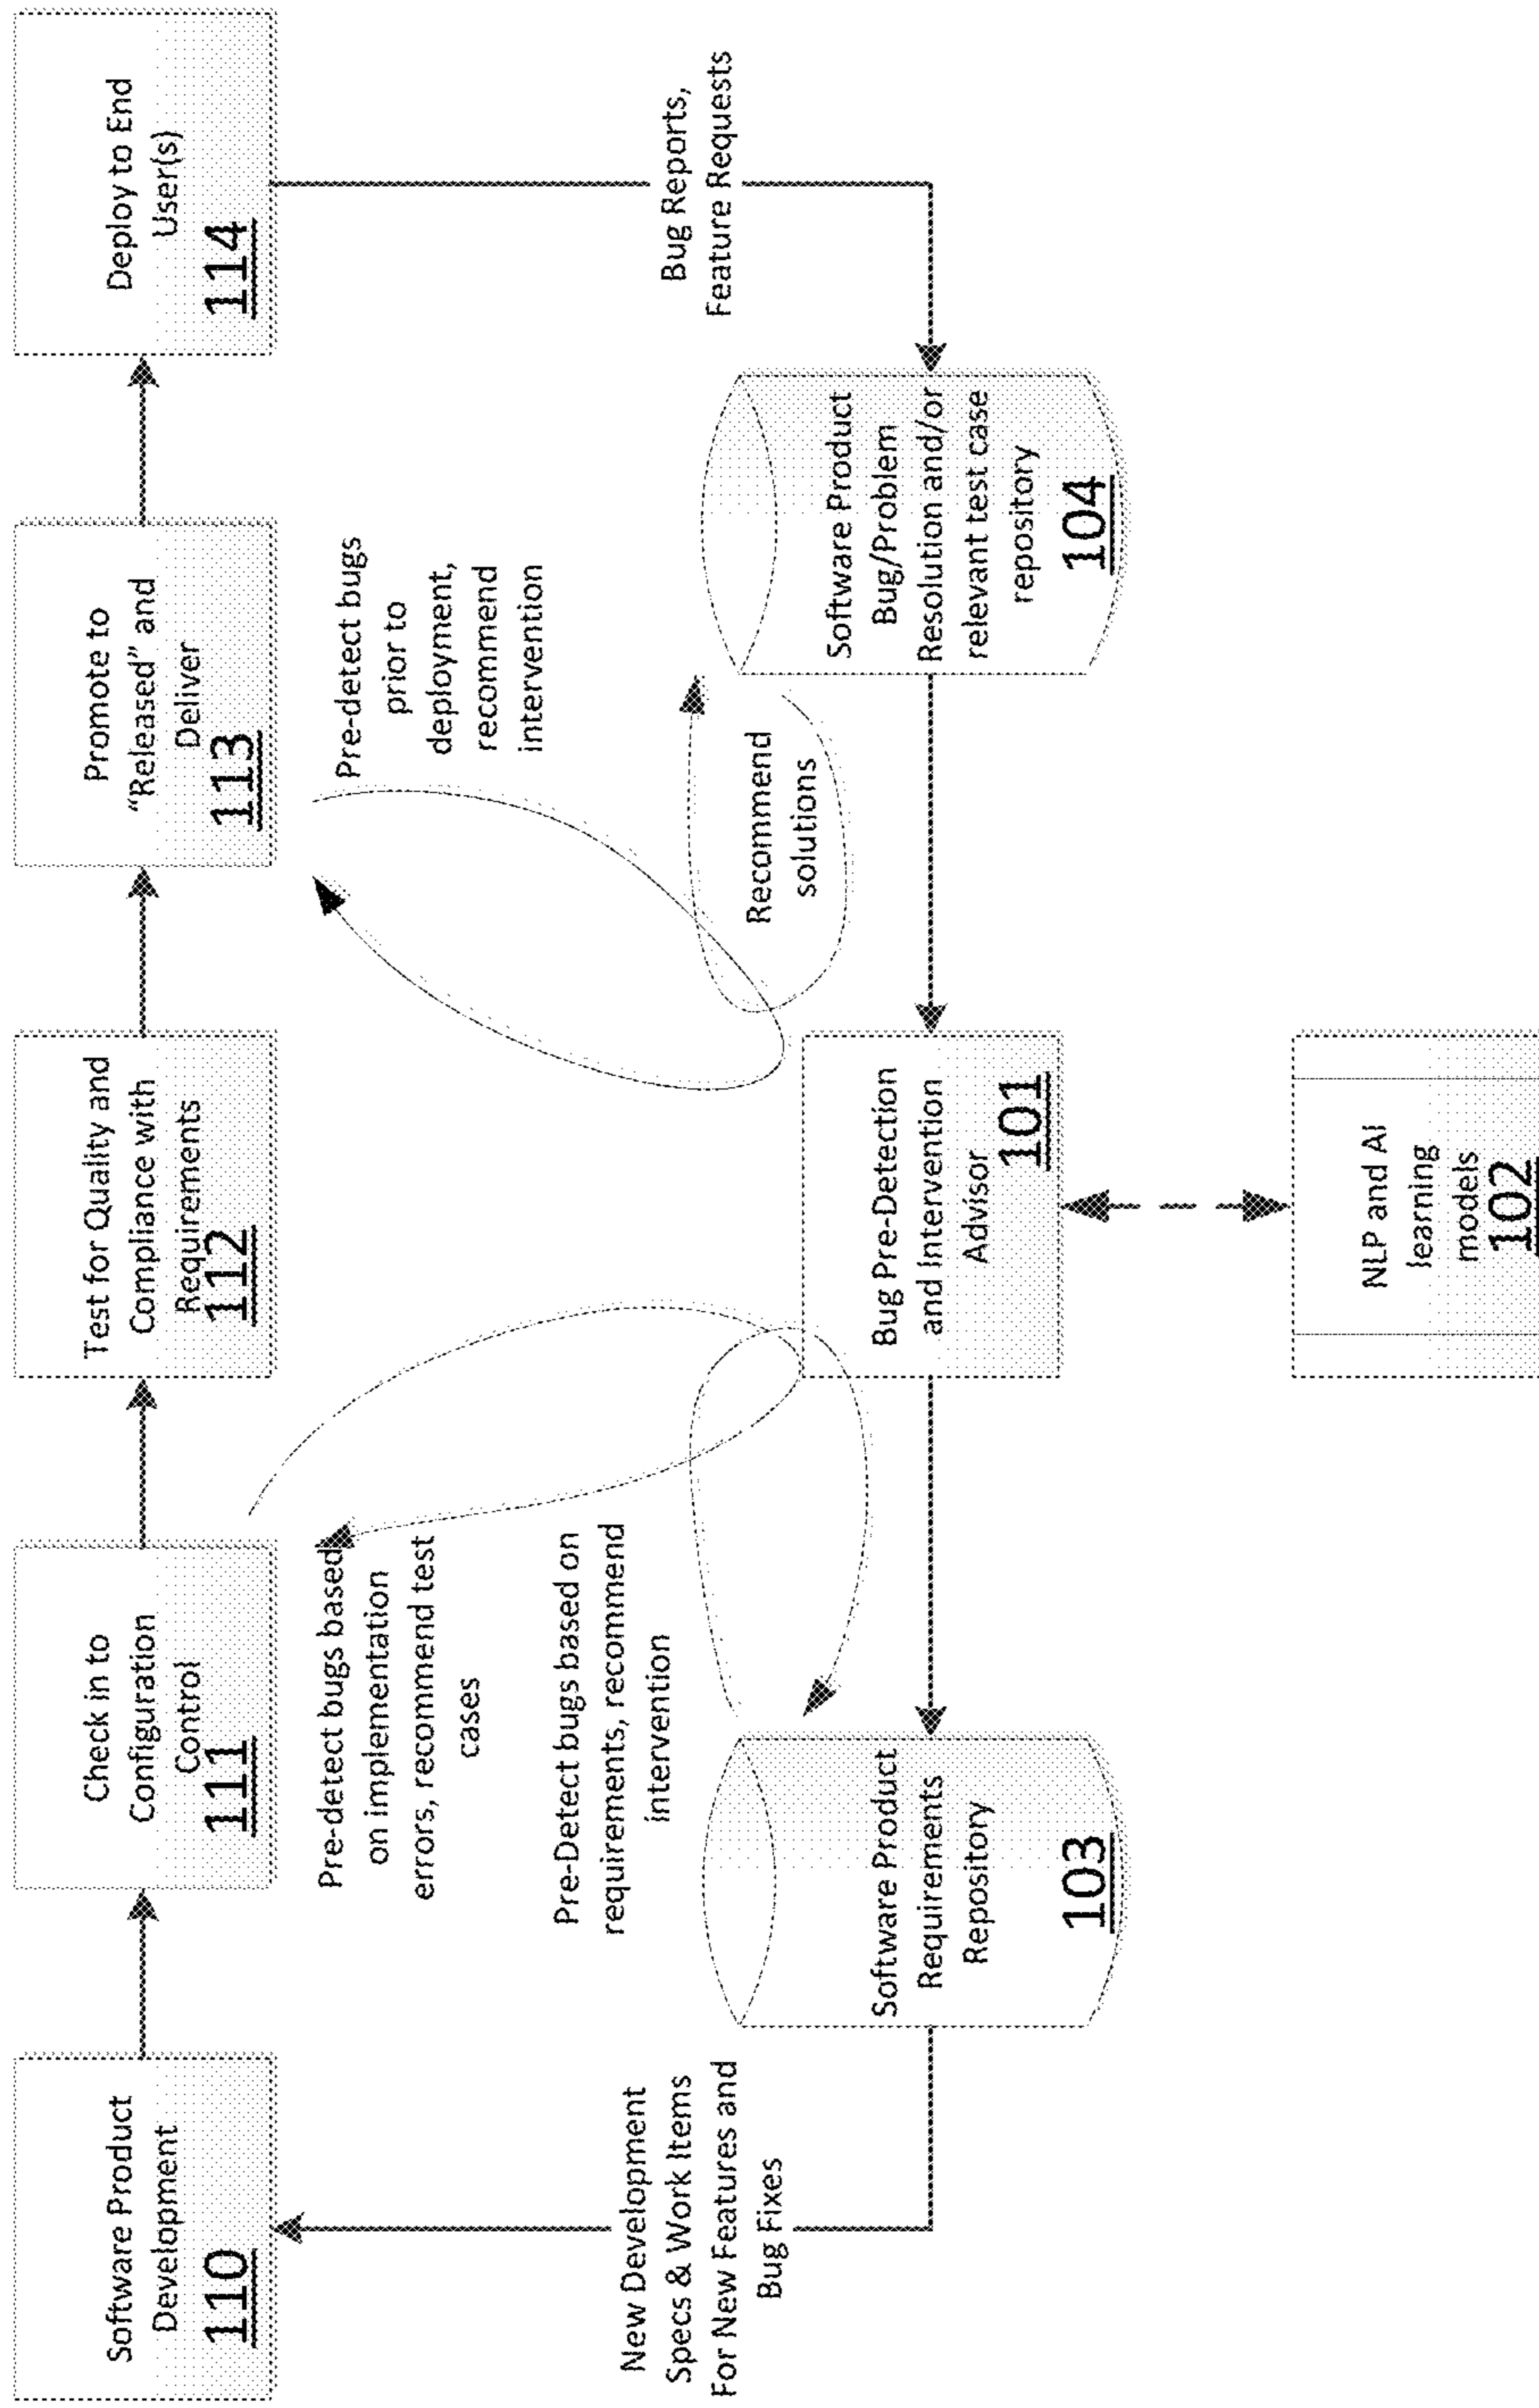 Software Product
Development
110
Check in to
Configuration
Control
111
Test for Quality and
Compliance with
Requirements
112
Promote to
“Released” and
Deliver
113
Deploy to End
User(s)
114
Pre-detect bugs based
on implementation
errors, recommend test
cases
Pre-detect bugs
prior to
deployment,
recommend
intervention
Pre-Detect bugs based on
requirements, recommend
intervention
Recommend
solutions
New Development
Specs & Work Items
For New Features and
Bug Fixes
Bug Reports,
Feature Requests
Software Product
Requirements
Repository
103
Bug Pre-Detection
and Intervention
Advisor
101
Software Product
Bug/Problem
Resolution and/or
relevant test case
repository
104
NLP and AI
learning
models
102